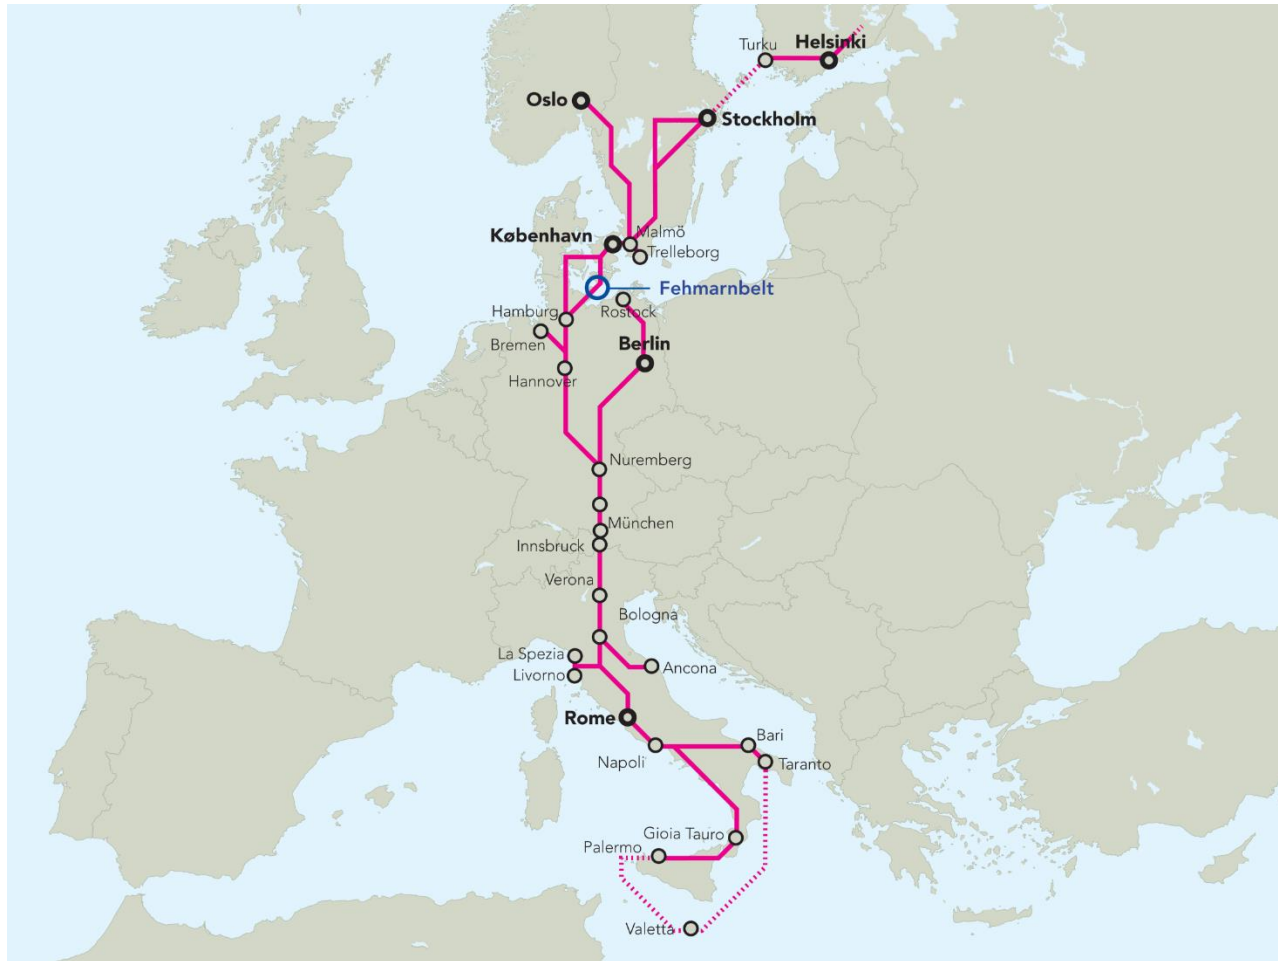 Turku
Helsinki
Oslo
Stockholm
København
Malmö
Trelleborg
Fehmarnbelt
Hamburg
Rostock
Bremen
Berlin
Hannover
Nuremberg
München
Innsbruck
Verona
Bologna
La Spezia
Ancona
Livorno
Rome
Bari
Napoli
Taranto
Gioia Tauro
Palermo
Valetta